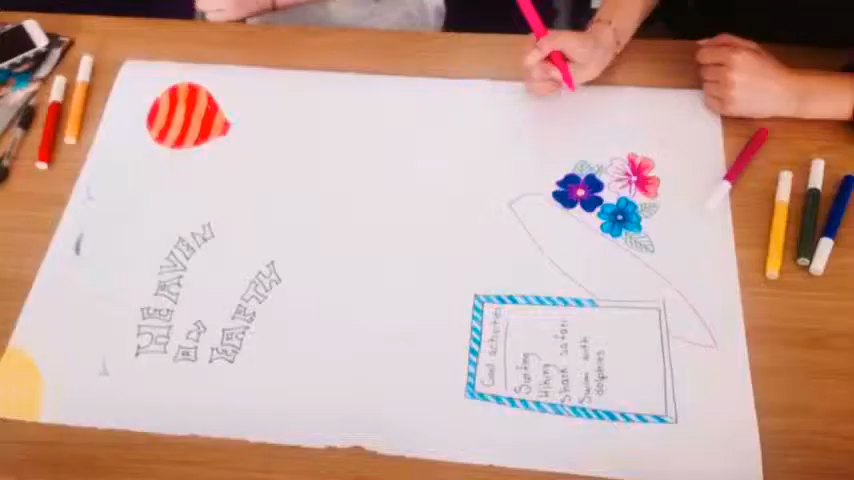 HEAVEN
ON
EARTH
Cool activities
Surfing
Hiking
Shark safari
Swim with
dolphins